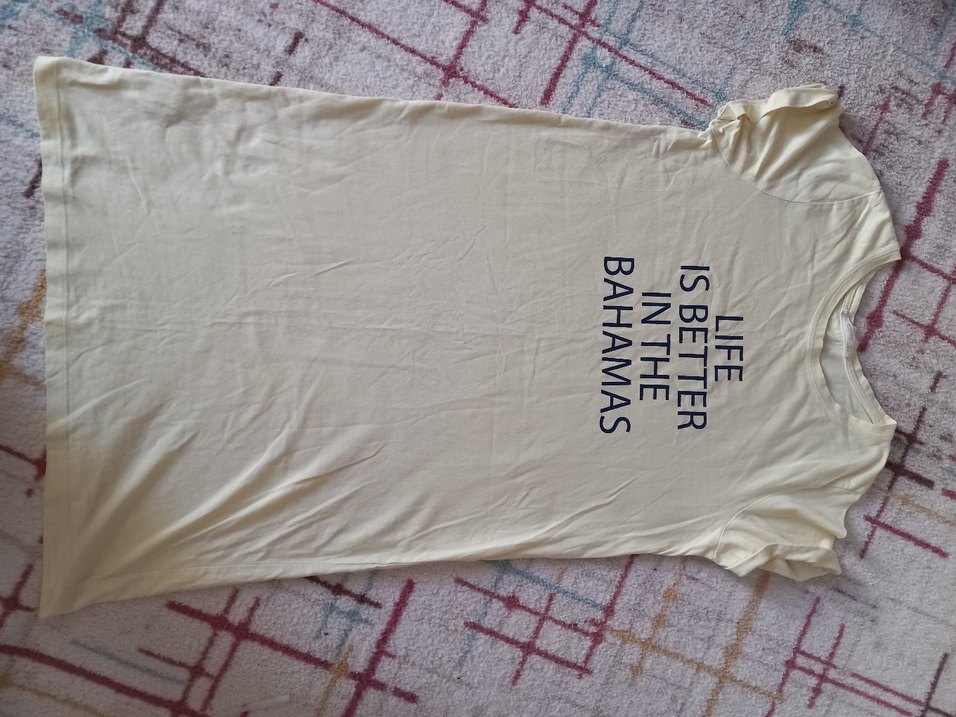 LIFE
IS BETTER
IN THE
BAHAMAS